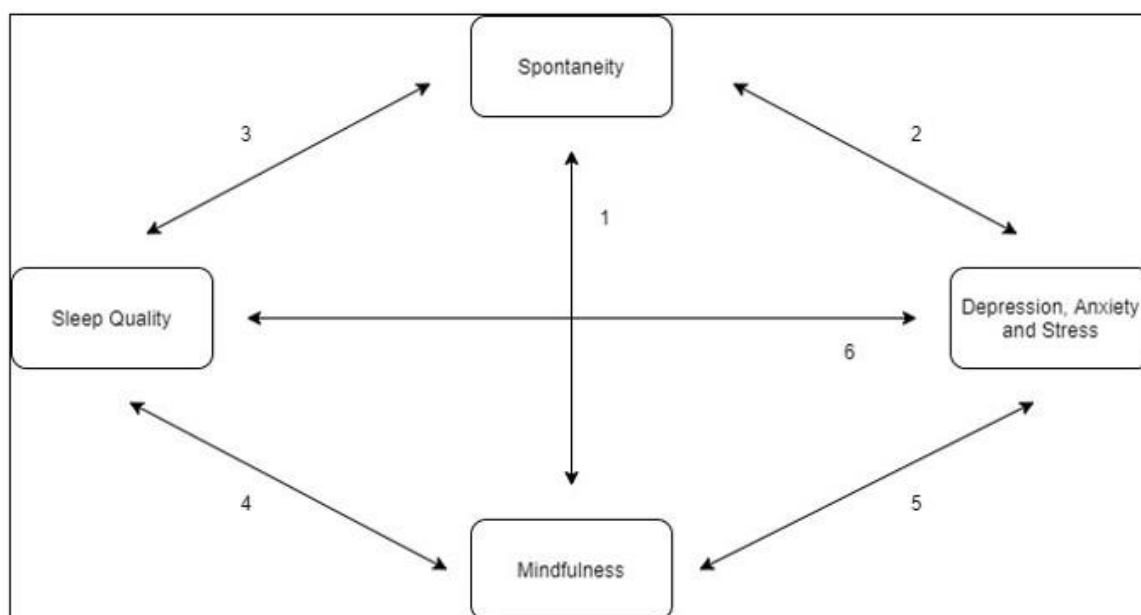 Spontaneity
3
2
1
Sleep Quality
Depression, Anxiety
and Stress
6
4
5
Mindfulness